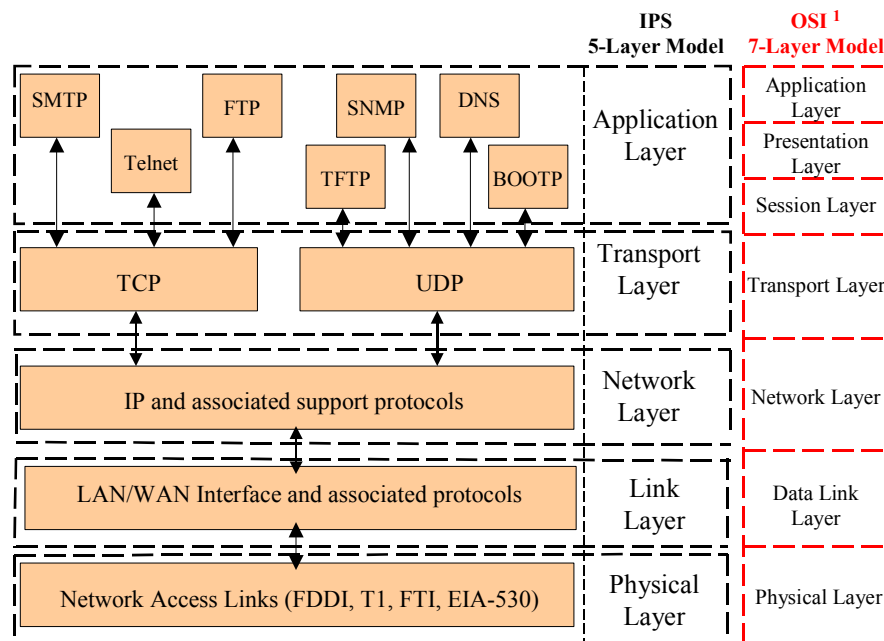 IPS
5-Layer Model
OSI 1
7-Layer Model
SMTP
FTP
SNMP
DNS
Telnet
TFTP
BOOTP
Application
Layer
Application
Layer
Presentation
Layer
Session Layer
TCP
UDP
Transport
Layer
Transport Layer
IP and associated support protocols
Network
Layer
Network Layer
LAN/WAN Interface and associated protocols
Link
Layer
Data Link
Layer
Network Access Links (FDDI, T1, FTI, EIA-530)
Physical
Layer
Physical Layer